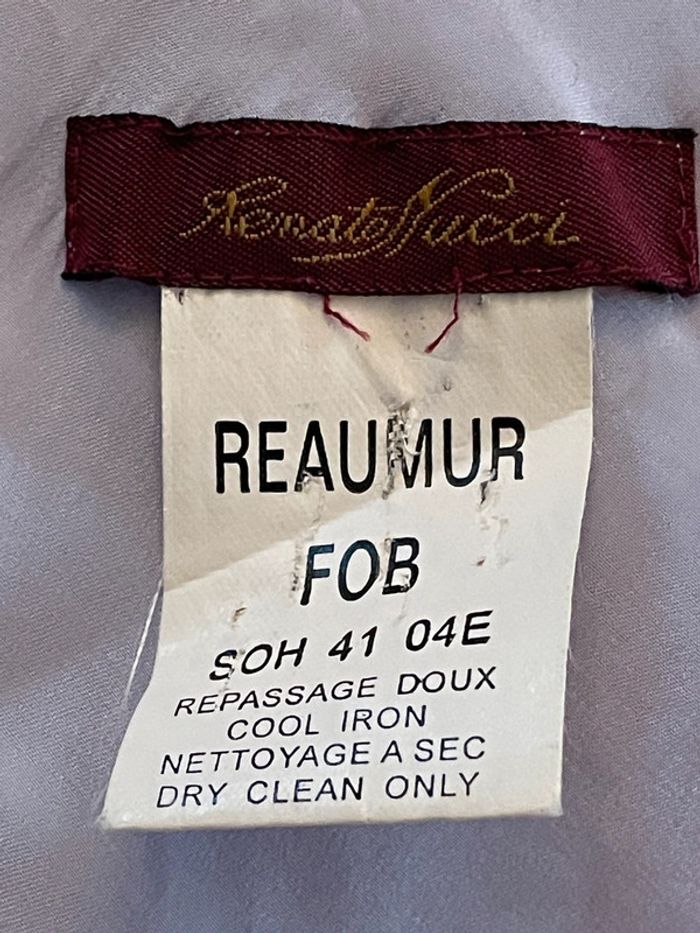 Renato Nucci
REAUMUR
FOB
SOH 41 04E
REPASSAGE DOUX
COOL IRON
NETTOYAGE A SEC
DRY CLEAN ONLY